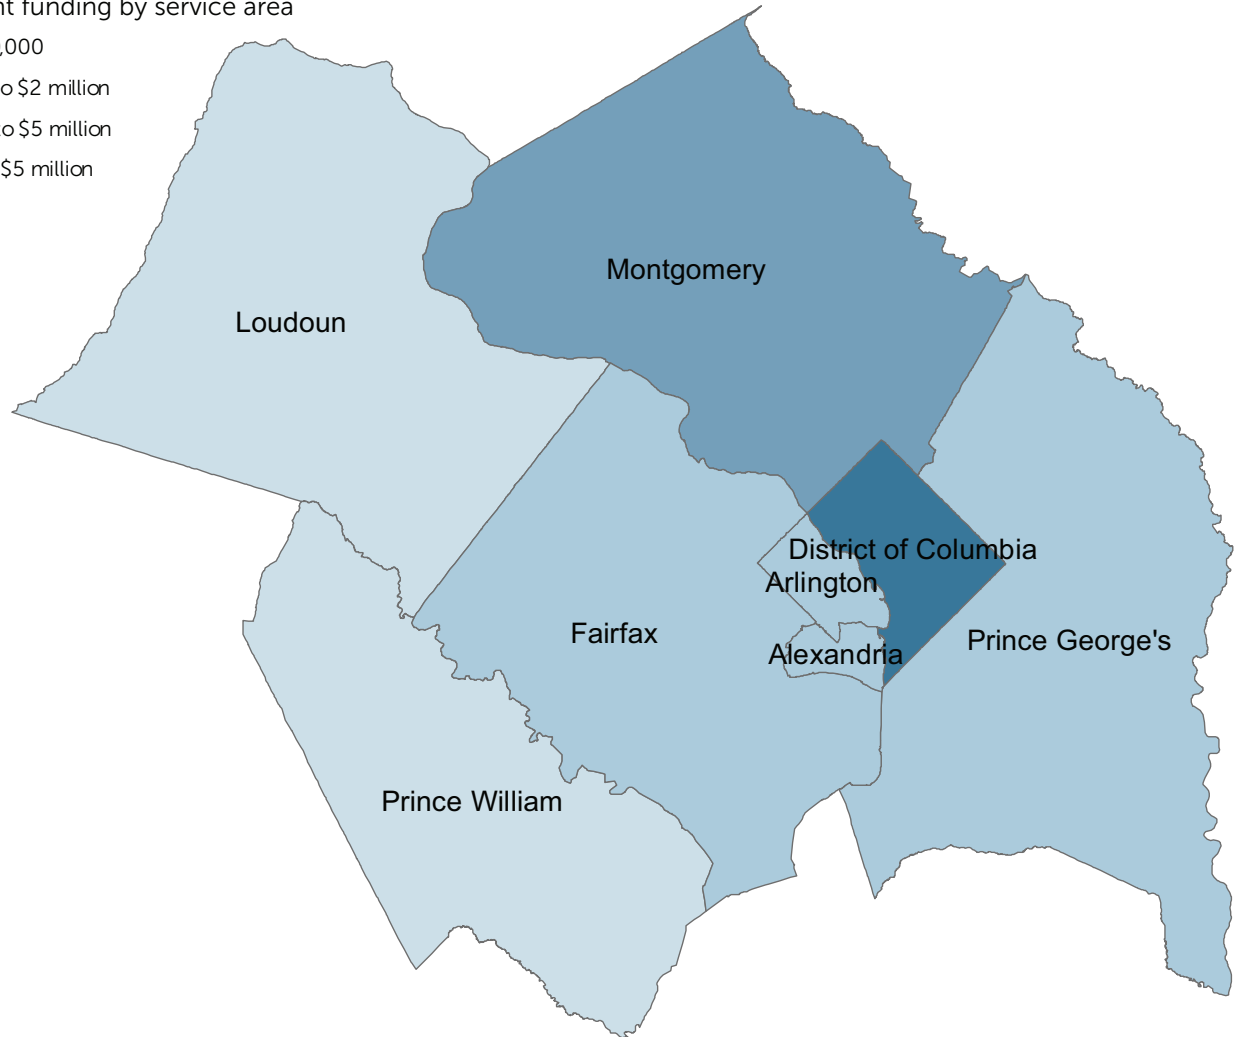 nt funding by service area
,000
o $2 million
to $5 million
$5 million
Montgomery
Loudoun
District of Columbia
Arlington
Fairfax
Prince George's
Alexandria
Prince William